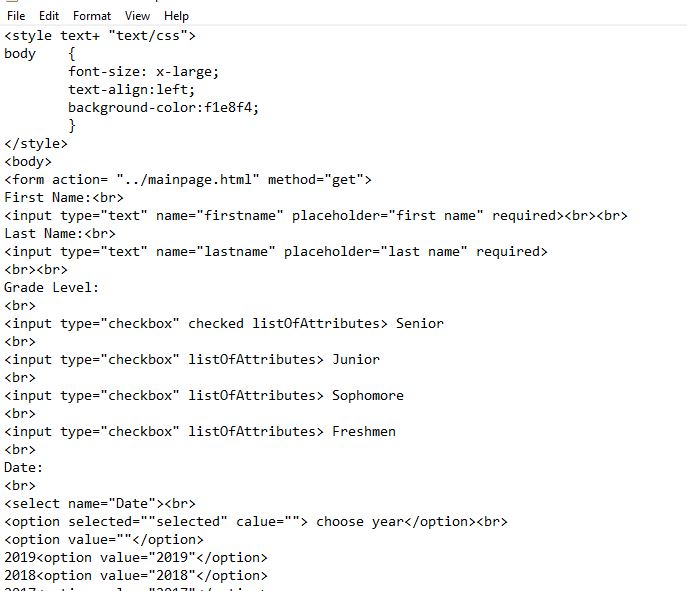 File Edit Format View Help
<style text+ "text/css">
body    {
        font-size: x-large;
        text-align:left;
        background-color:f1e8f4;
        }
</style>
<body>
<form action= "../mainpage.html" method="get">
First Name:<br>
<input type="text" name="firstname" placeholder="first name" required><br><br>
Last Name:<br>
<input type="text" name="lastname" placeholder="last name" required>
<br><br>
Grade Level:
<br>
<input type="checkbox" checked listOfAttributes> Senior
<br>
<input type="checkbox" listOfAttributes> Junior
<br>
<input type="checkbox" listOfAttributes> Sophomore
<br>
<input type="checkbox" listOfAttributes> Freshmen
<br>
Date:
<br>
<select name="Date"><br>
<option selected=""selected" calue=""> choose year</option><br>
<option value=""</option>
2019<option value="2019"</option>
2018<option value="2018"</option>